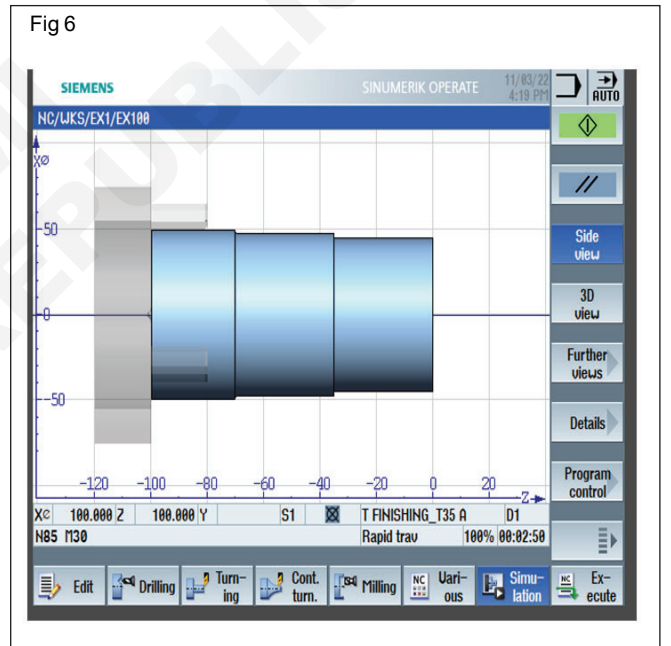 Fig 6
SIEMENS SINUMERIK OPERATE 11/03/22 4:19 PM AUTO
NC/WKS/EX1/EX100
XØ
50
0
-50
-120 -100 -80 -60 -40 -20 0 20
Z
Side view
3D view
Further views
Details
Program control
X 100.000 Z 100.000 Y S1 T FINISHING_T35 A D1
N85 M30 Rapid trav 100% 00:02:50
Edit Drilling Turn-ing Cont. turn. Milling NC Vari-ous Simu-lation NC Ex-ecute